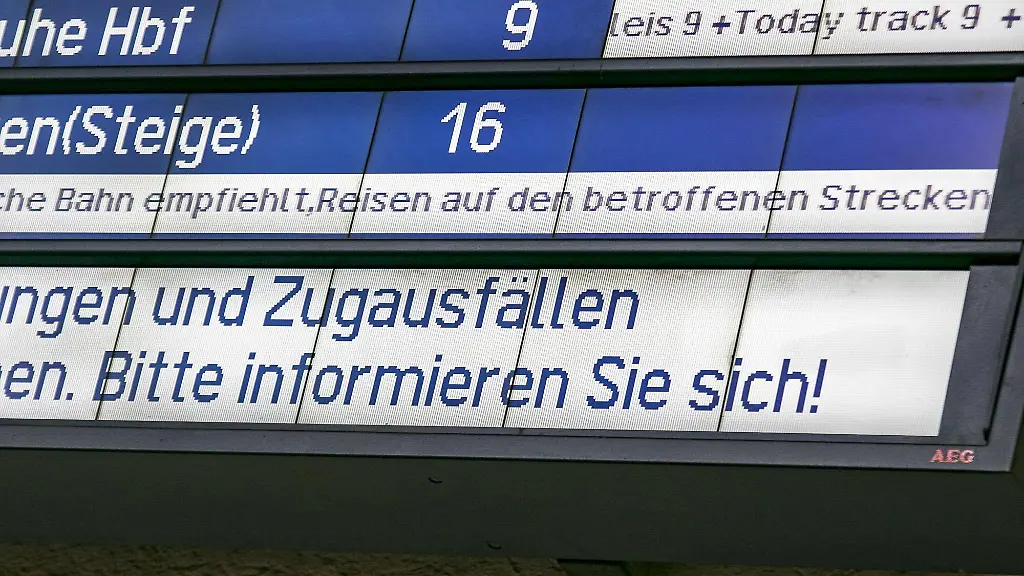 uhe Hbf 9 leis 9 +Today track 9 +
en(Steige) 16
che Bahn empfiehlt,Reisen auf den betroffenen Strecken
ungen und Zugausfällen
en. Bitte informieren Sie sich!
AEG